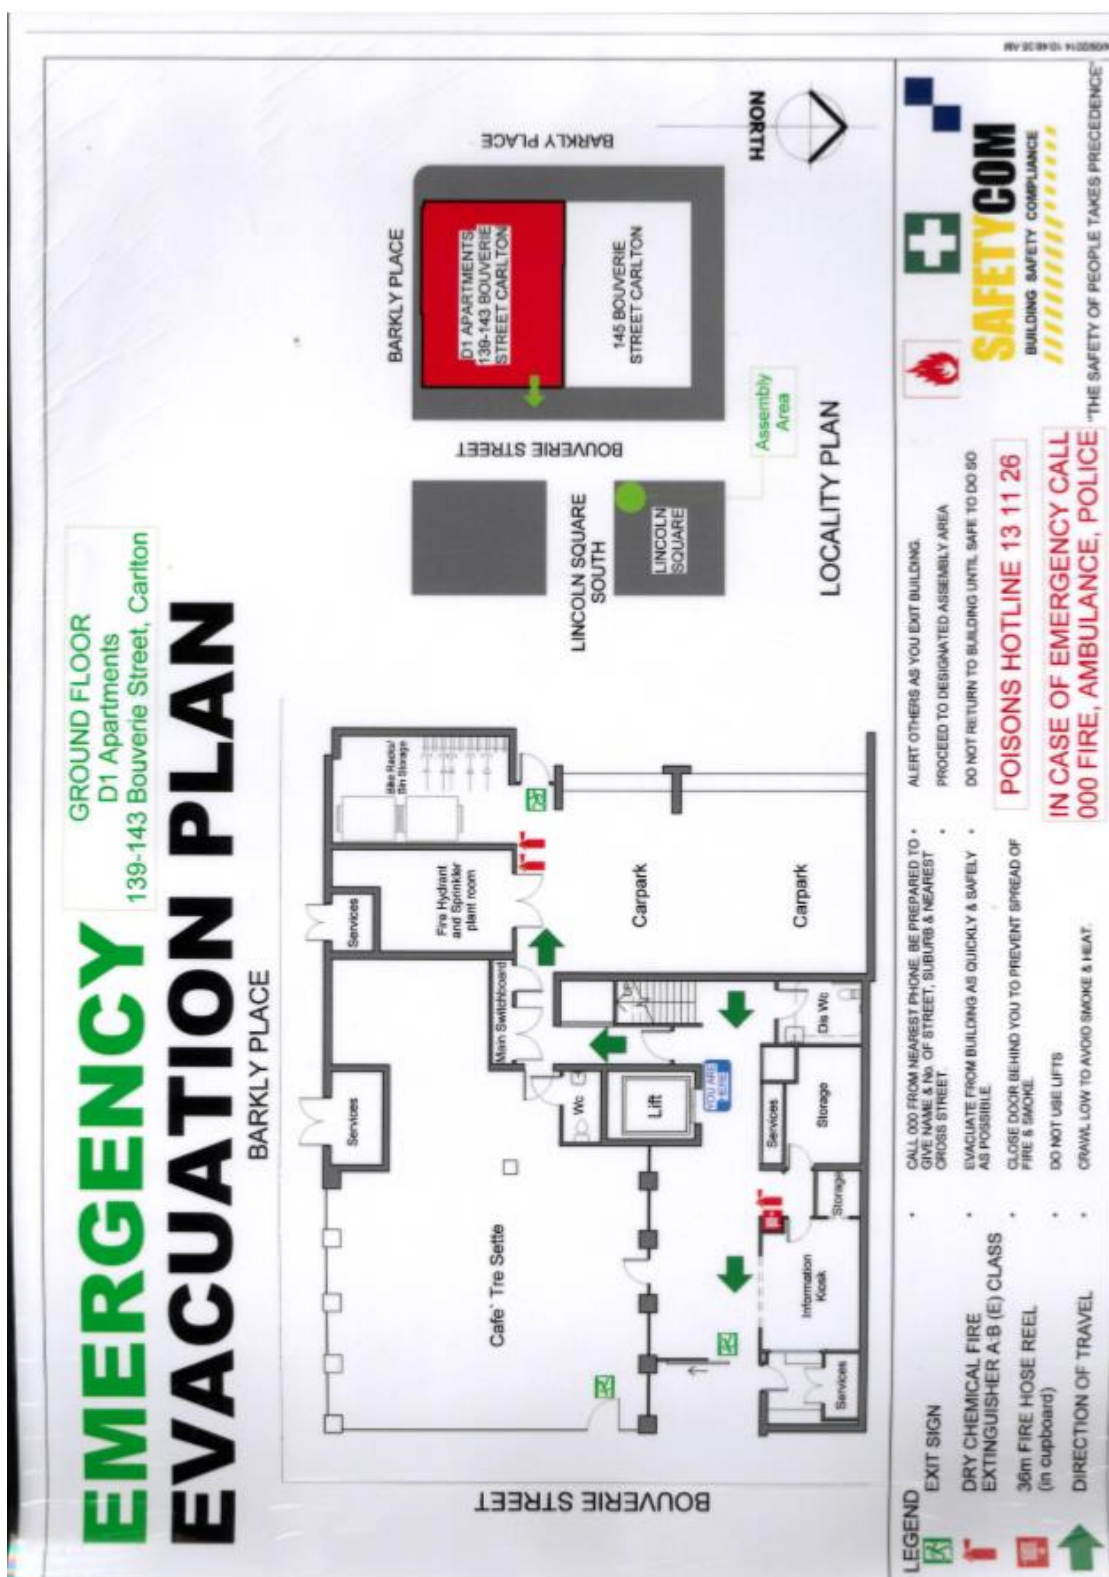 EMERGENCY
EVACUATION PLAN
GROUND FLOOR
D1 Apartments
139-143 Bouverie Street, Carlton
BARKLY PLACE
BOUVERIE STREET
Services
Services
Bike Racks/
Bin Storage
Fire Hydrant
and Sprinkler
plant room
Main Switchboard
Cafe` Tre Sette
Wc
Lift
UP
YOU ARE
HERE
Carpark
Carpark
Dis Wc
Services
Storage
Storage
Information
Kiosk
Services
BARKLY PLACE
BARKLY PLACE
D1 APARTMENTS
139-143 BOUVERIE
STREET CARLTON
145 BOUVERIE
STREET CARLTON
BOUVERIE STREET
LINCOLN SQUARE
SOUTH
LINCOLN
SQUARE
Assembly
Area
LOCALITY PLAN
NORTH
LEGEND
EXIT SIGN
DRY CHEMICAL FIRE
EXTINGUISHER A:B (E) CLASS
36m FIRE HOSE REEL
(in cupboard)
DIRECTION OF TRAVEL
• CALL 000 FROM NEAREST PHONE. BE PREPARED TO
GIVE NAME & No. OF STREET, SUBURB & NEAREST
CROSS STREET.
• EVACUATE FROM BUILDING AS QUICKLY & SAFELY
AS POSSIBLE.
• CLOSE DOOR BEHIND YOU TO PREVENT SPREAD OF
FIRE & SMOKE.
• DO NOT USE LIFTS
• CRAWL LOW TO AVOID SMOKE & HEAT.
• ALERT OTHERS AS YOU EXIT BUILDING.
• PROCEED TO DESIGNATED ASSEMBLY AREA
• DO NOT RETURN TO BUILDING UNTIL SAFE TO DO SO
POISONS HOTLINE 13 11 26
IN CASE OF EMERGENCY CALL
000 FIRE, AMBULANCE, POLICE
SAFETYCOM
BUILDING SAFETY COMPLIANCE
"THE SAFETY OF PEOPLE TAKES PRECEDENCE"